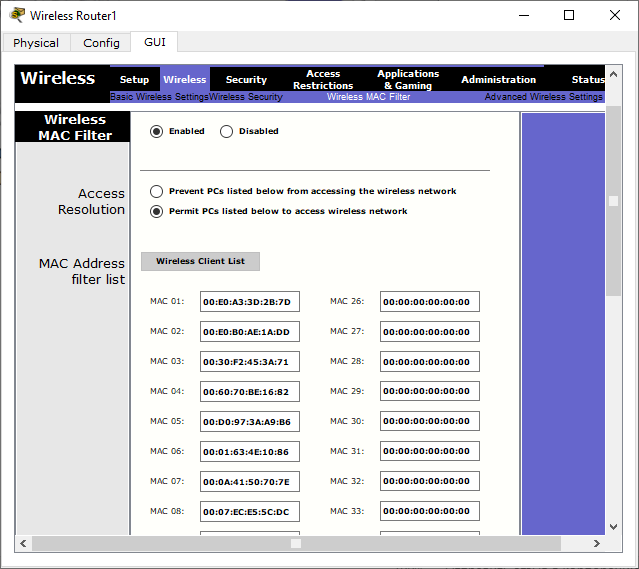 Wireless Router1
Physical Config GUI
Wireless Setup Wireless Security Access Restrictions Applications & Gaming Administration Status
Basic Wireless Settings Wireless Security Wireless MAC Filter Advanced Wireless Settings
Wireless MAC Filter
Enabled Disabled
Access Resolution
Prevent PCs listed below from accessing the wireless network
Permit PCs listed below to access wireless network
MAC Address filter list
Wireless Client List
MAC 01: 00:E0:A3:3D:2B:7D MAC 26: 00:00:00:00:00:00
MAC 02: 00:E0:B0:AE:1A:DD MAC 27: 00:00:00:00:00:00
MAC 03: 00:30:F2:45:3A:71 MAC 28: 00:00:00:00:00:00
MAC 04: 00:60:70:BE:16:82 MAC 29: 00:00:00:00:00:00
MAC 05: 00:D0:97:3A:A9:B6 MAC 30: 00:00:00:00:00:00
MAC 06: 00:01:63:4E:10:86 MAC 31: 00:00:00:00:00:00
MAC 07: 00:0A:41:50:70:7E MAC 32: 00:00:00:00:00:00
MAC 08: 00:07:EC:E5:5C:DC MAC 33: 00:00:00:00:00:00